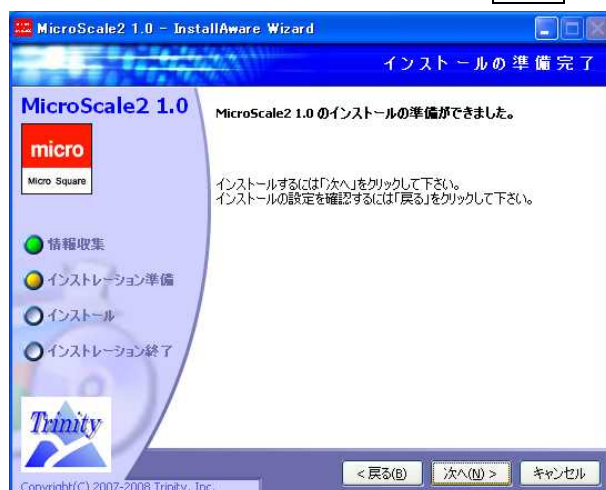 MicroScale2 1.0 - InstallAware Wizard
インストールの準備完了
MicroScale2 1.0
MicroScale2 1.0 のインストールの準備ができました。
micro
Micro Square
インストールするには「次へ」をクリックして下さい。
インストールの設定を確認するには「戻る」をクリックして下さい。
情報収集
インストレーション準備
インストール
インストレーション終了
Trinity
< 戻る(B)
次へ(N) >
キャンセル
Copyright(C) 2007-2008 Trinity, Inc.